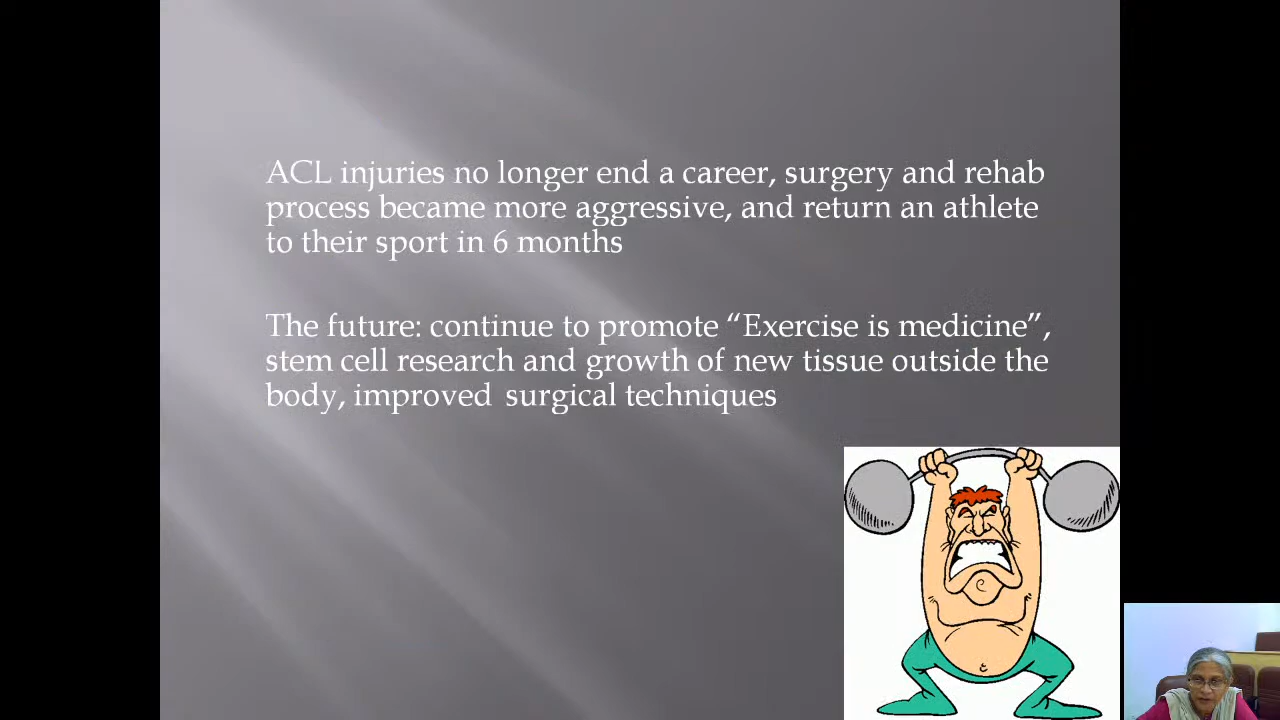 ACL injuries no longer end a career, surgery and rehab
process became more aggressive, and return an athlete
to their sport in 6 months
The future: continue to promote “Exercise is medicine”,
stem cell research and growth of new tissue outside the
body, improved surgical techniques